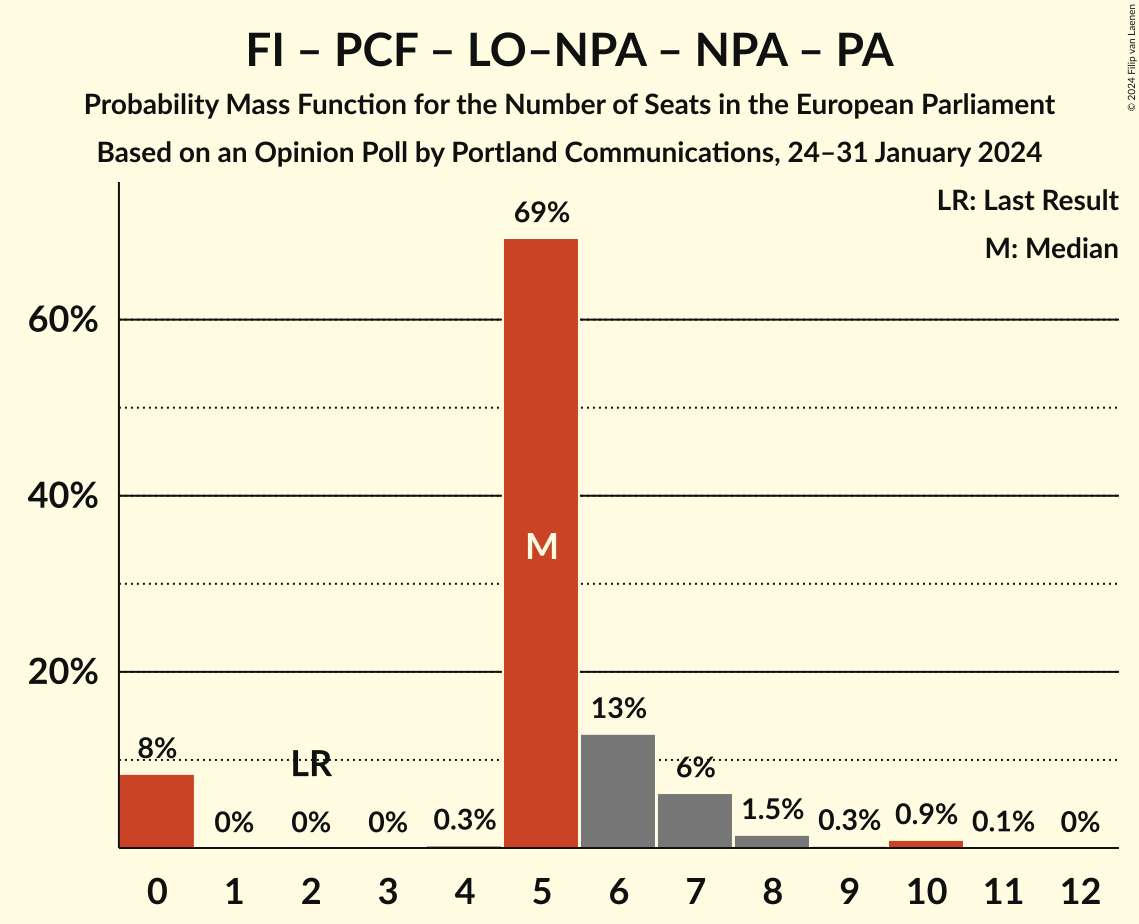 FI – PCF – LO–NPA – NPA – PA
Probability Mass Function for the Number of Seats in the European Parliament
Based on an Opinion Poll by Portland Communications, 24–31 January 2024
© 2024 Filip van Laenen
LR: Last Result
M: Median
69%
60%
40%
M
20%
13%
8%
LR
6%
0%
0%
0%
0.3%
1.5%
0.3%
0.9%
0.1%
0%
0 1 2 3 4 5 6 7 8 9 10 11 12